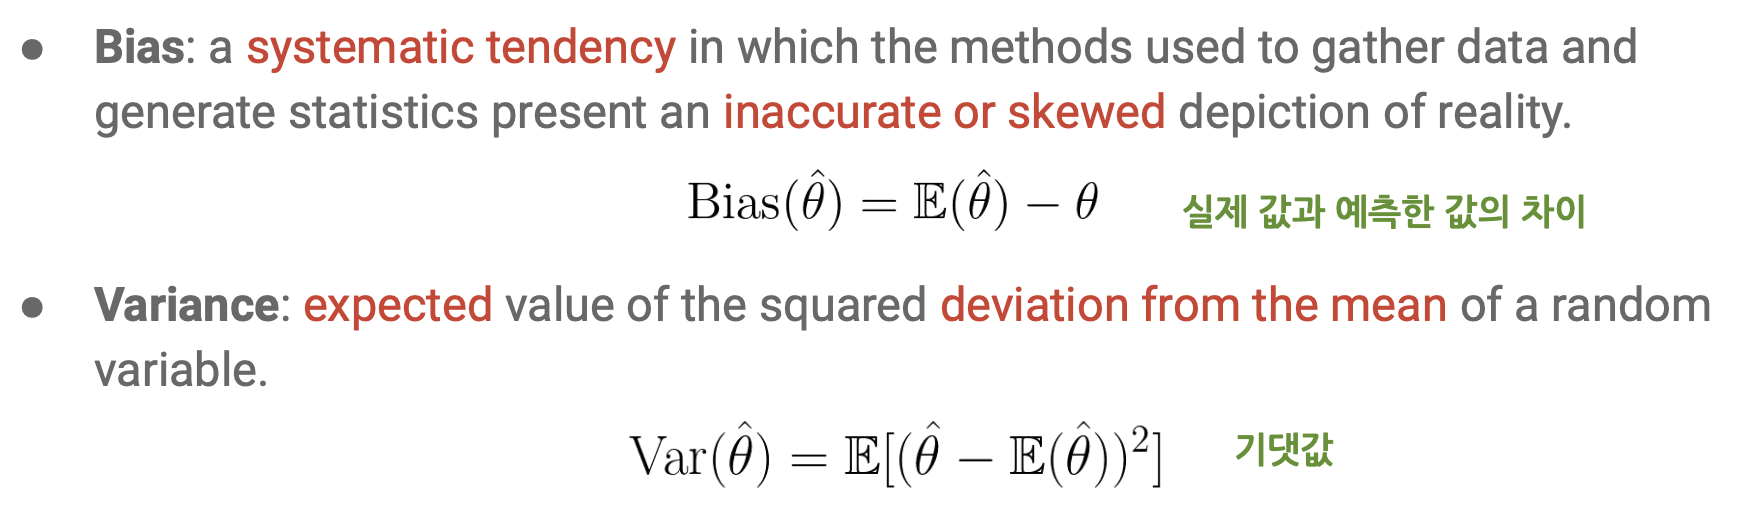 ● Bias: a systematic tendency in which the methods used to gather data and
generate statistics present an inaccurate or skewed depiction of reality.
Bias(θ̂) = 𝔼(θ̂) − θ 실제 값과 예측한 값의 차이
● Variance: expected value of the squared deviation from the mean of a random
variable.
Var(θ̂) = 𝔼[(θ̂ − 𝔼(θ̂))²] 기댓값